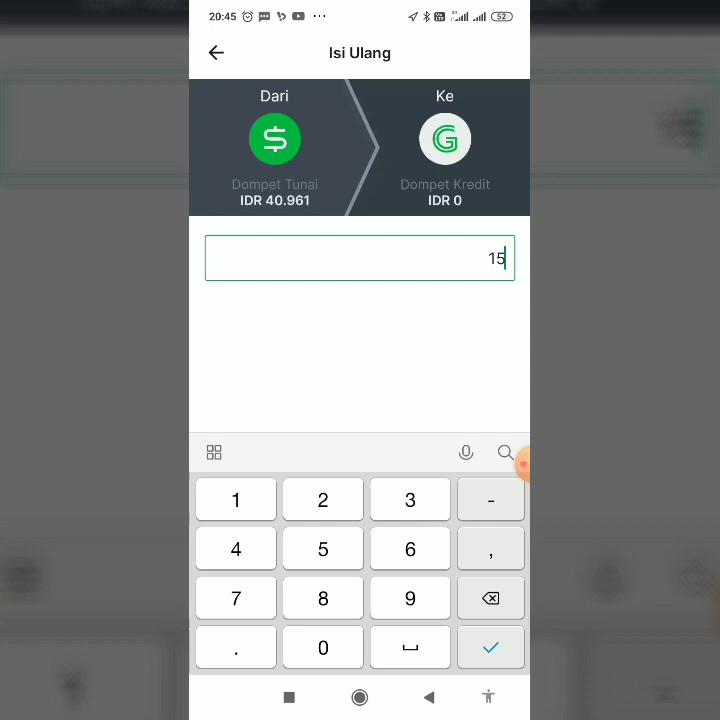 20:45
52
Isi Ulang
Dari
Ke
Dompet Tunai
Dompet Kredit
IDR 40.961
IDR 0
15
1 2 3 -
4 5 6 ,
7 8 9
. 0